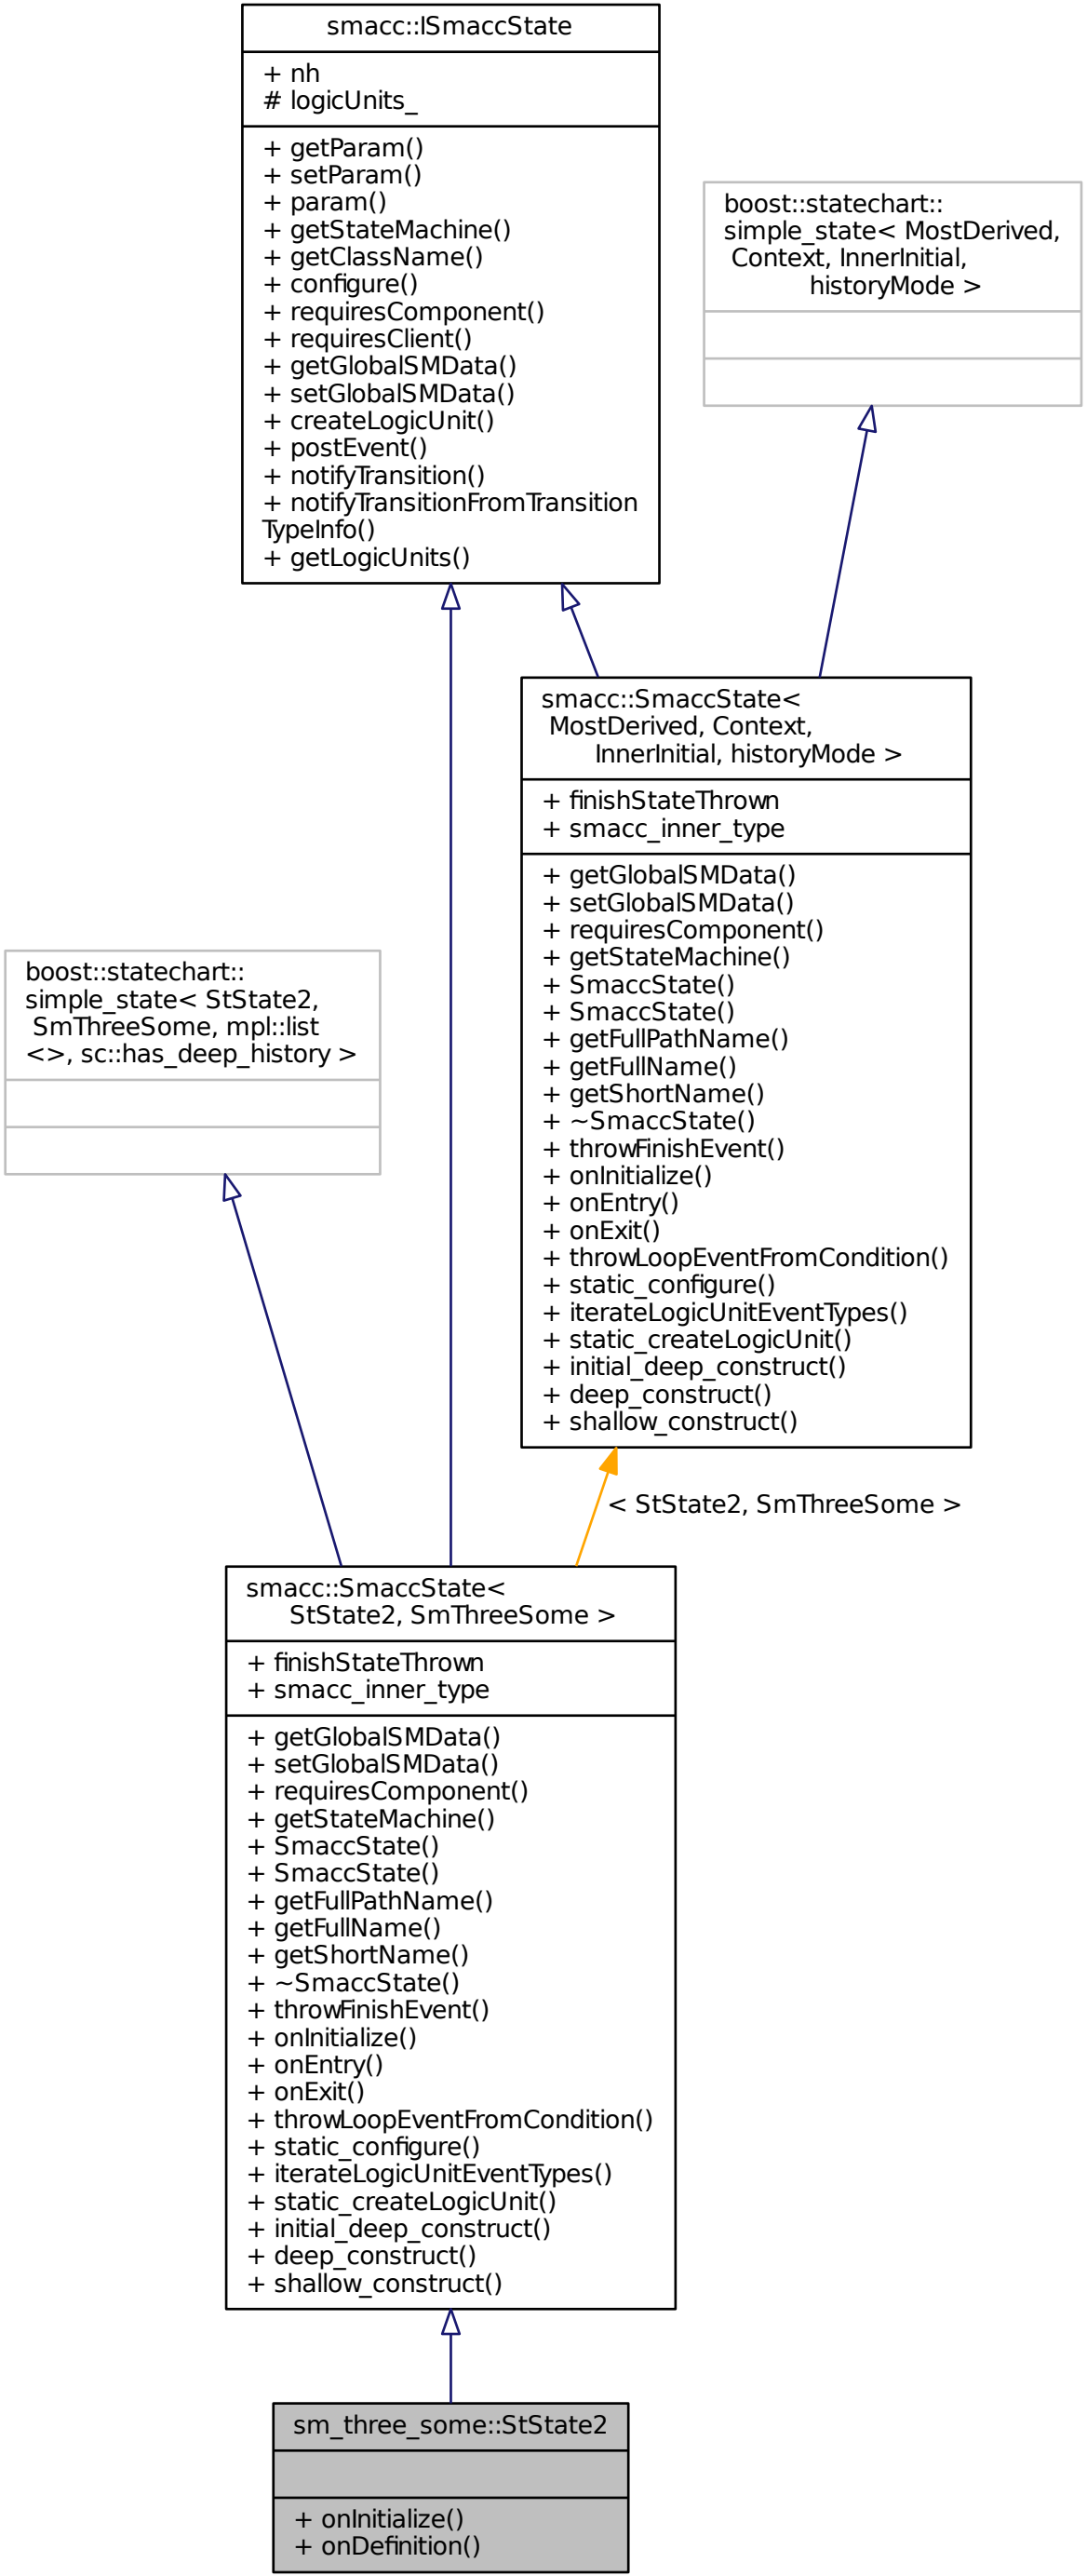 smacc::ISmaccState
+ nh
# logicUnits_
+ getParam()
+ setParam()
+ param()
+ getStateMachine()
+ getClassName()
+ configure()
+ requiresComponent()
+ requiresClient()
+ getGlobalSMData()
+ setGlobalSMData()
+ createLogicUnit()
+ postEvent()
+ notifyTransition()
+ notifyTransitionFromTransition
TypeInfo()
+ getLogicUnits()
boost::statechart::
simple_state< MostDerived,
Context, InnerInitial,
historyMode >
smacc::SmaccState<
MostDerived, Context,
InnerInitial, historyMode >
+ finishStateThrown
+ smacc_inner_type
+ getGlobalSMData()
+ setGlobalSMData()
+ requiresComponent()
+ getStateMachine()
+ SmaccState()
+ SmaccState()
+ getFullPathName()
+ getFullName()
+ getShortName()
+ ~SmaccState()
+ throwFinishEvent()
+ onInitialize()
+ onEntry()
+ onExit()
+ throwLoopEventFromCondition()
+ static_configure()
+ iterateLogicUnitEventTypes()
+ static_createLogicUnit()
+ initial_deep_construct()
+ deep_construct()
+ shallow_construct()
boost::statechart::
simple_state< StState2,
SmThreeSome, mpl::list
<>, sc::has_deep_history >
< StState2, SmThreeSome >
smacc::SmaccState<
StState2, SmThreeSome >
+ finishStateThrown
+ smacc_inner_type
+ getGlobalSMData()
+ setGlobalSMData()
+ requiresComponent()
+ getStateMachine()
+ SmaccState()
+ SmaccState()
+ getFullPathName()
+ getFullName()
+ getShortName()
+ ~SmaccState()
+ throwFinishEvent()
+ onInitialize()
+ onEntry()
+ onExit()
+ throwLoopEventFromCondition()
+ static_configure()
+ iterateLogicUnitEventTypes()
+ static_createLogicUnit()
+ initial_deep_construct()
+ deep_construct()
+ shallow_construct()
sm_three_some::StState2
+ onInitialize()
+ onDefinition()